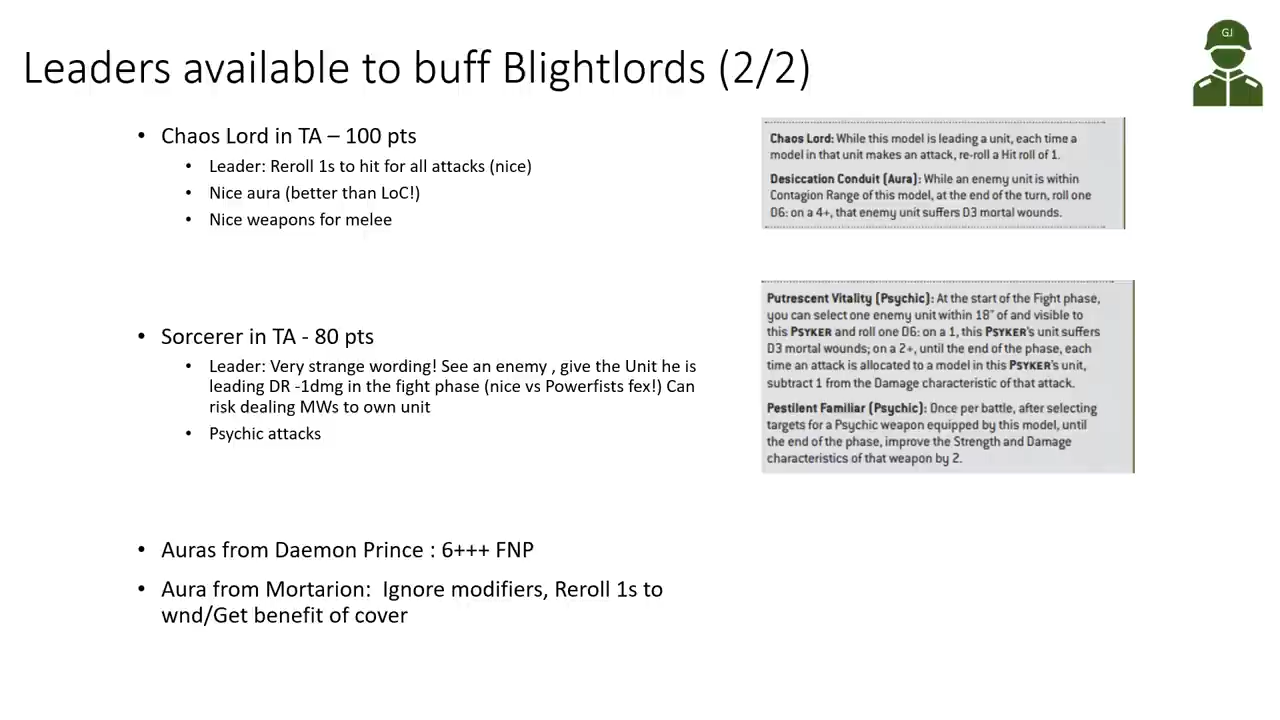 Leaders available to buff Blightlords (2/2)
GJ
• Chaos Lord in TA – 100 pts
• Leader: Reroll 1s to hit for all attacks (nice)
• Nice aura (better than LoC!)
• Nice weapons for melee
Chaos Lord: While this model is leading a unit, each time a
model in that unit makes an attack, re-roll a Hit roll of 1.
Desiccation Conduit (Aura): While an enemy unit is within
Contagion Range of this model, at the end of the turn, roll one
D6: on a 4+, that enemy unit suffers D3 mortal wounds.
• Sorcerer in TA - 80 pts
• Leader: Very strange wording! See an enemy , give the Unit he is
leading DR -1dmg in the fight phase (nice vs Powerfists fex!) Can
risk dealing MWs to own unit
• Psychic attacks
Putrescent Vitality (Psychic): At the start of the Fight phase,
you can select one enemy unit within 18" of and visible to
this PSYKER and roll one D6: on a 1, this PSYKER's unit suffers
D3 mortal wounds; on a 2+, until the end of the phase, each
time an attack is allocated to a model in this PSYKER's unit,
subtract 1 from the Damage characteristic of that attack.
Pestilent Familiar (Psychic): Once per battle, after selecting
targets for a Psychic weapon equipped by this model, until
the end of the phase, improve the Strength and Damage
characteristics of that weapon by 2.
• Auras from Daemon Prince : 6+++ FNP
• Aura from Mortarion:  Ignore modifiers, Reroll 1s to
wnd/Get benefit of cover